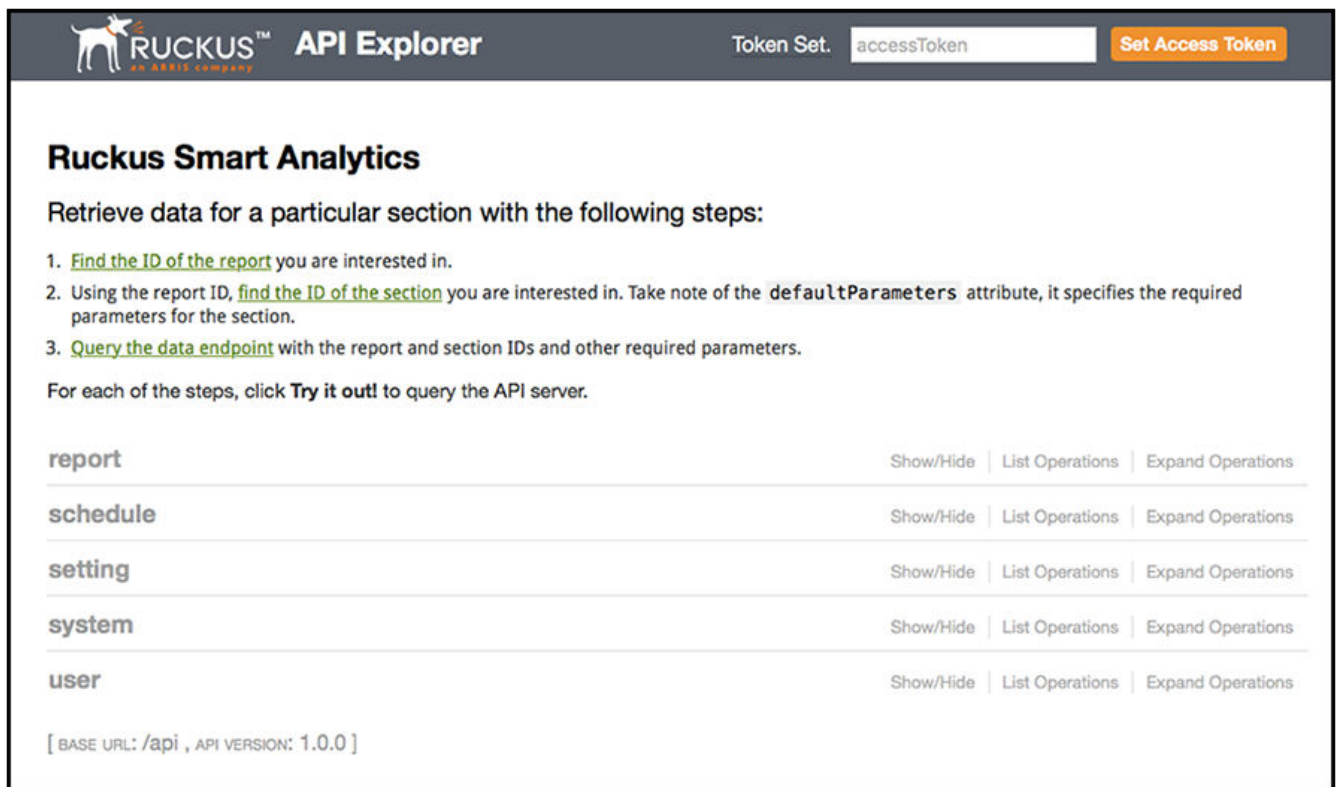 RUCKUS™ API Explorer Token Set. accessToken Set Access Token
an ARRIS company
Ruckus Smart Analytics
Retrieve data for a particular section with the following steps:
1. Find the ID of the report you are interested in.
2. Using the report ID, find the ID of the section you are interested in. Take note of the defaultParameters attribute, it specifies the required
parameters for the section.
3. Query the data endpoint with the report and section IDs and other required parameters.
For each of the steps, click Try it out! to query the API server.
report Show/Hide List Operations Expand Operations
schedule Show/Hide List Operations Expand Operations
setting Show/Hide List Operations Expand Operations
system Show/Hide List Operations Expand Operations
user Show/Hide List Operations Expand Operations
[ BASE URL: /api , API VERSION: 1.0.0 ]